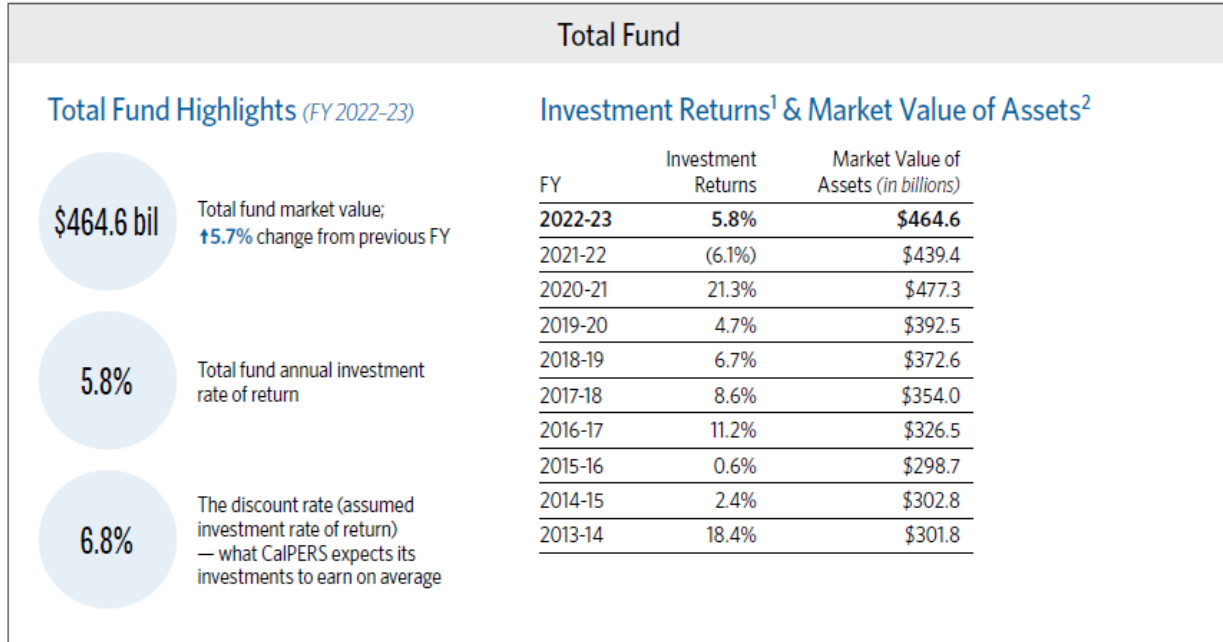 Total Fund
Total Fund Highlights (FY 2022–23)
$464.6 bil
Total fund market value;
↑5.7% change from previous FY
5.8%
Total fund annual investment
rate of return
6.8%
The discount rate (assumed
investment rate of return)
— what CalPERS expects its
investments to earn on average
Investment Returns¹ & Market Value of Assets²
FY Investment Returns Market Value of Assets (in billions)
2022-23 5.8% $464.6
2021-22 (6.1%) $439.4
2020-21 21.3% $477.3
2019-20 4.7% $392.5
2018-19 6.7% $372.6
2017-18 8.6% $354.0
2016-17 11.2% $326.5
2015-16 0.6% $298.7
2014-15 2.4% $302.8
2013-14 18.4% $301.8